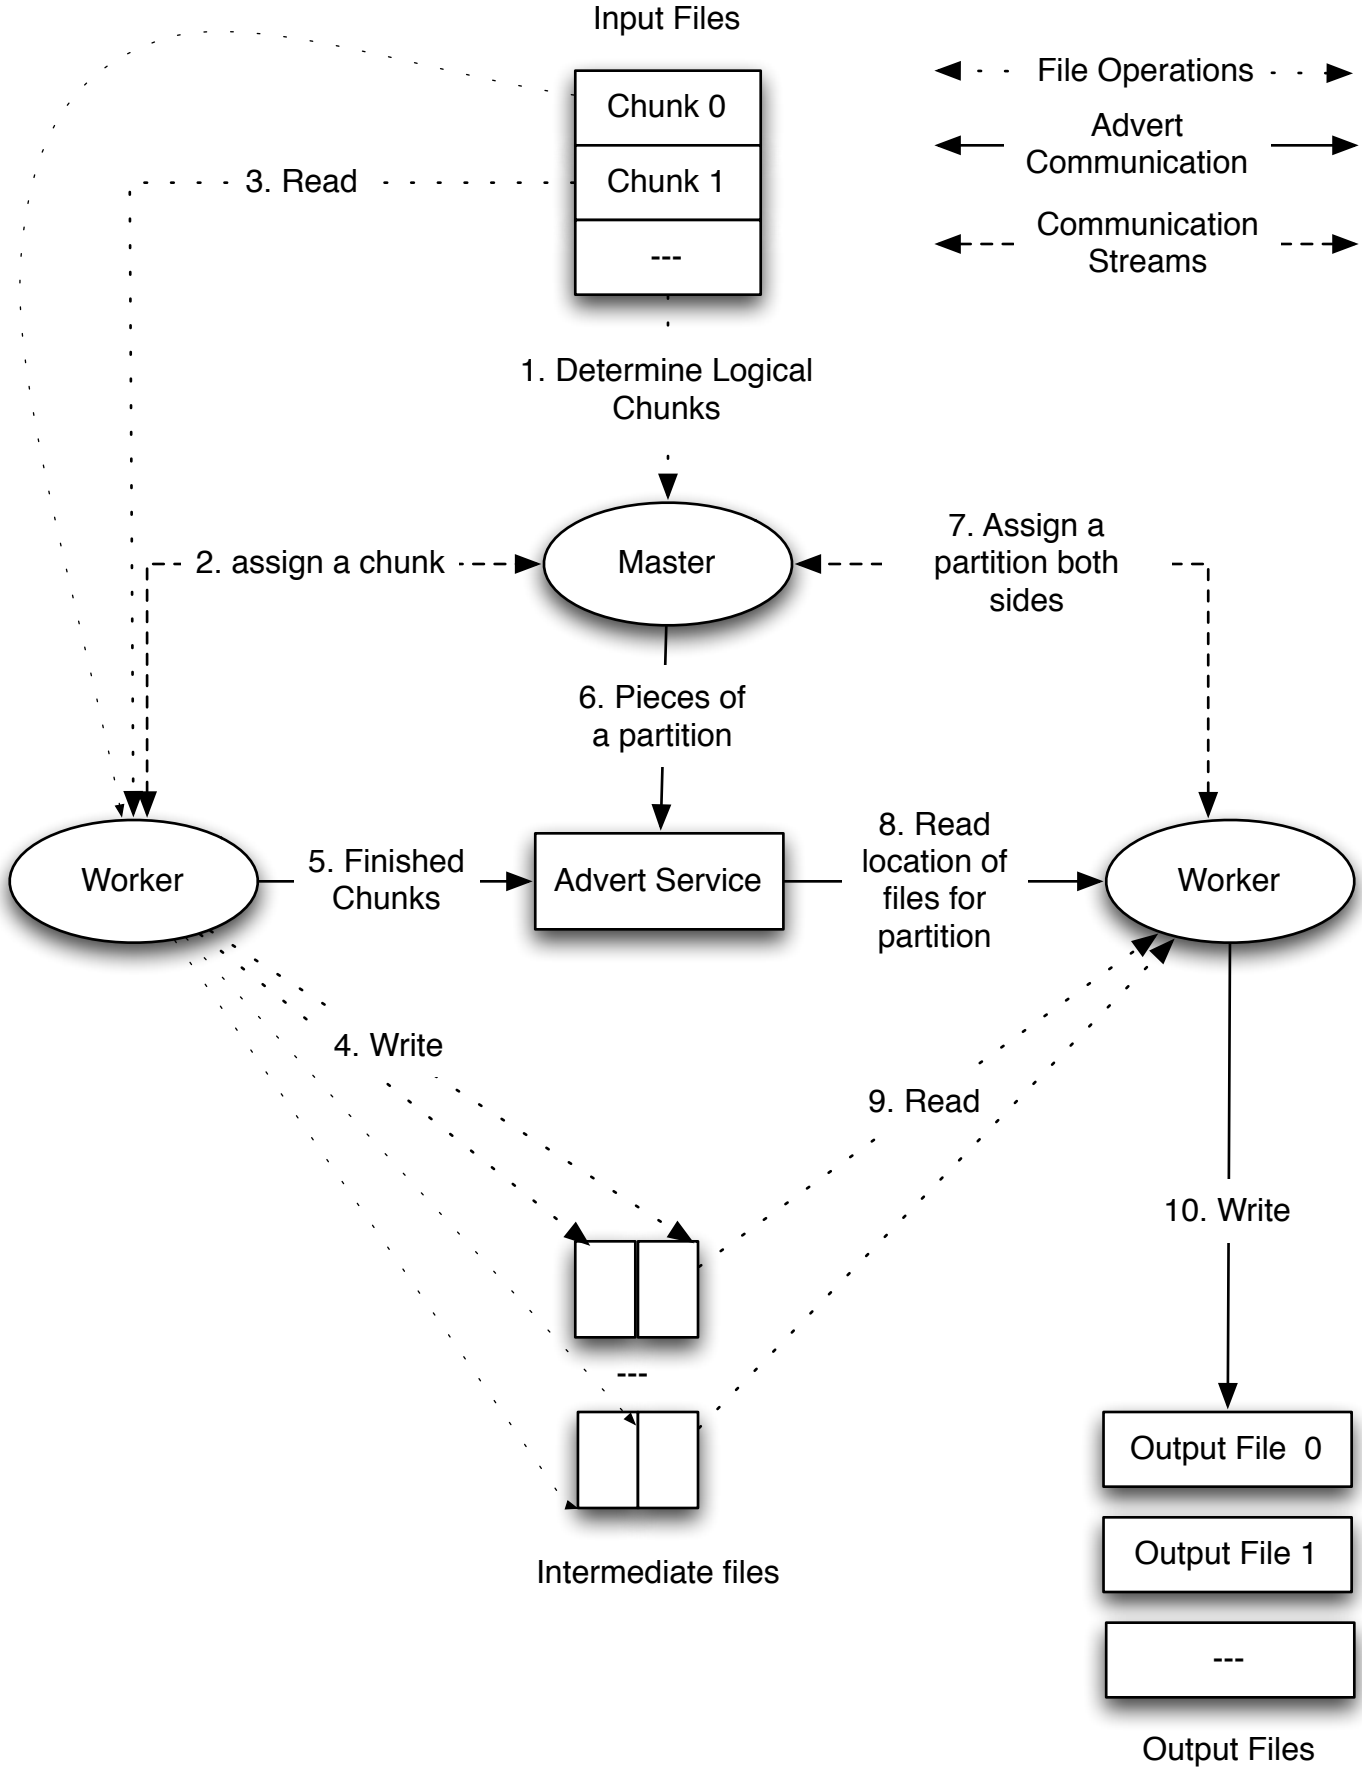 Input Files
Chunk 0
Chunk 1
---
File Operations
Advert
Communication
Communication
Streams
3. Read
1. Determine Logical
Chunks
2. assign a chunk
Master
7. Assign a
partition both
sides
6. Pieces of
a partition
Worker
5. Finished
Chunks
Advert Service
8. Read
location of
files for
partition
Worker
4. Write
9. Read
10. Write
---
Intermediate files
Output File  0
Output File 1
---
Output Files